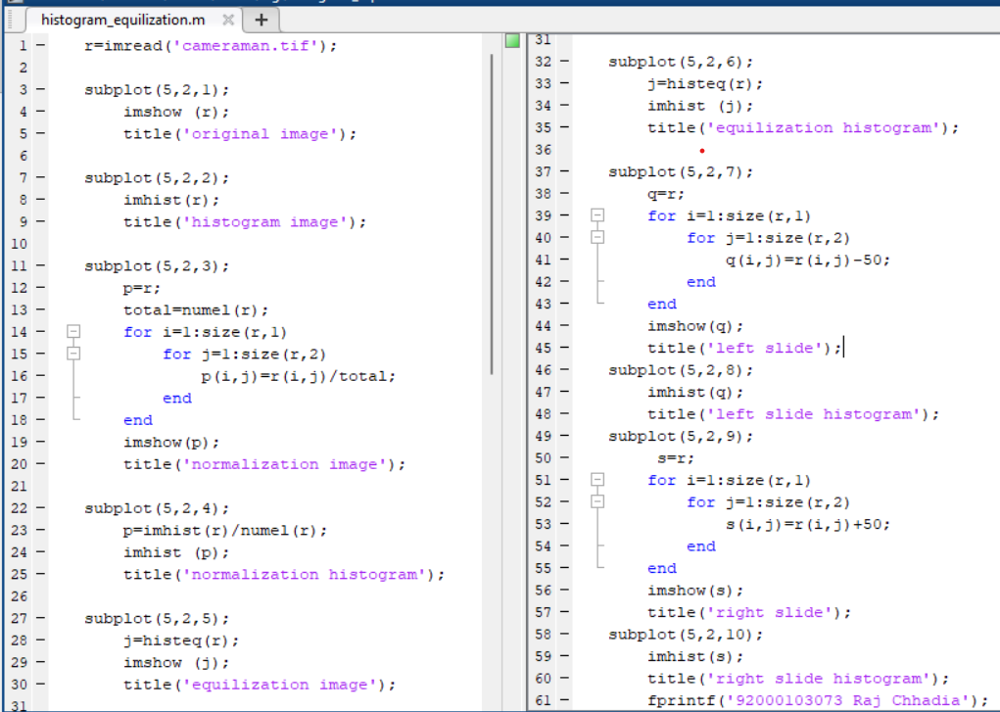 histogram_equilization.m
1 r=imread('cameraman.tif');
2
3 subplot(5,2,1);
4 imshow (r);
5 title('original image');
6
7 subplot(5,2,2);
8 imhist(r);
9 title('histogram image');
10
11 subplot(5,2,3);
12 p=r;
13 total=numel(r);
14 for i=1:size(r,1)
15 for j=1:size(r,2)
16 p(i,j)=r(i,j)/total;
17 end
18 end
19 imshow(p);
20 title('normalization image');
21
22 subplot(5,2,4);
23 p=imhist(r)/numel(r);
24 imhist (p);
25 title('normalization histogram');
26
27 subplot(5,2,5);
28 j=histeq(r);
29 imshow (j);
30 title('equilization image');
31
31
32 subplot(5,2,6);
33 j=histeq(r);
34 imhist (j);
35 title('equilization histogram');
36
37 subplot(5,2,7);
38 q=r;
39 for i=1:size(r,1)
40 for j=1:size(r,2)
41 q(i,j)=r(i,j)-50;
42 end
43 end
44 imshow(q);
45 title('left slide');
46 subplot(5,2,8);
47 imhist(q);
48 title('left slide histogram');
49 subplot(5,2,9);
50 s=r;
51 for i=1:size(r,1)
52 for j=1:size(r,2)
53 s(i,j)=r(i,j)+50;
54 end
55 end
56 imshow(s);
57 title('right slide');
58 subplot(5,2,10);
59 imhist(s);
60 title('right slide histogram');
61 fprintf('92000103073 Raj Chhadia');